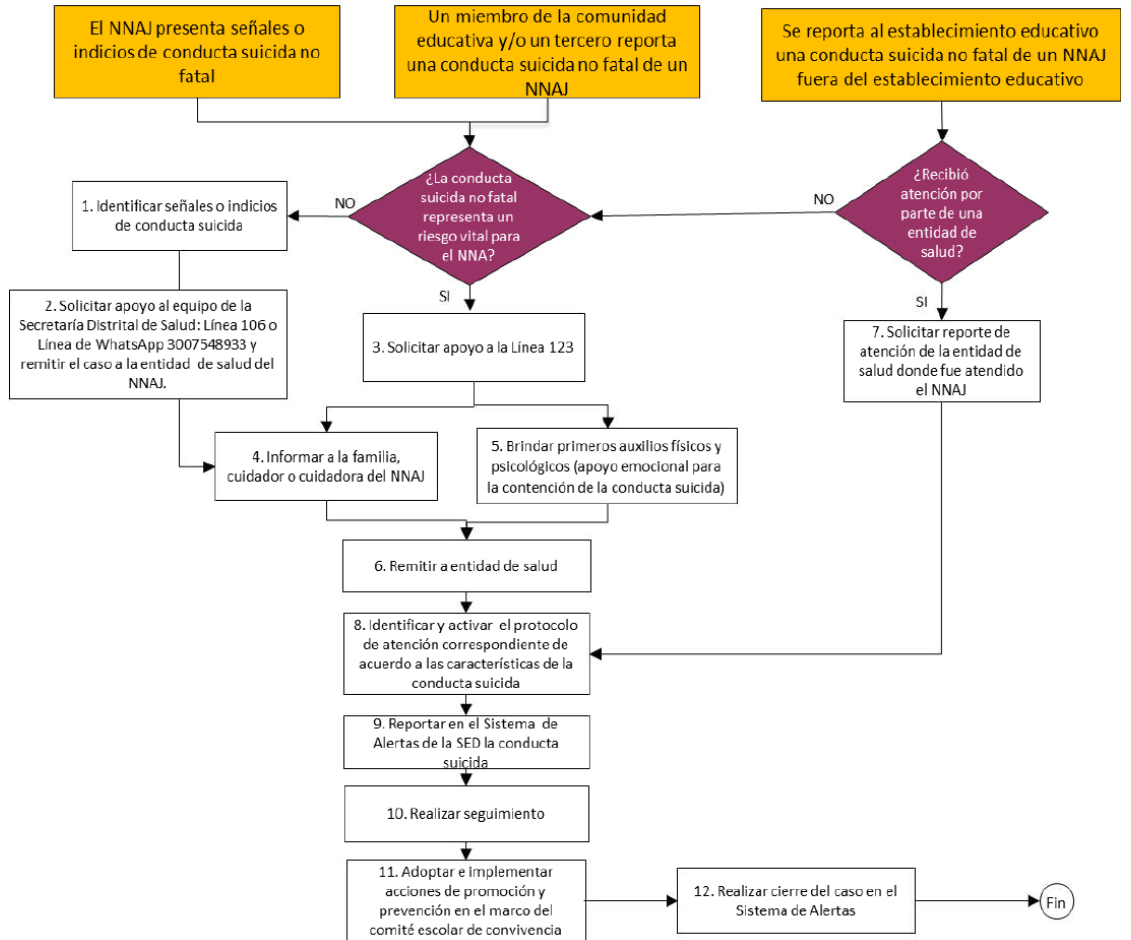 El NNAJ presenta señales o
indicios de conducta suicida no
fatal
Un miembro de la comunidad
educativa y/o un tercero reporta
una conducta suicida no fatal de un
NNAJ
Se reporta al establecimiento educativo
una conducta suicida no fatal de un NNAJ
fuera del establecimiento educativo
¿La conducta
suicida no fatal
representa un
riesgo vital para
el NNA?
¿Recibió
atención por
parte de una
entidad de
salud?
NO
NO
1. Identificar señales o indicios
de conducta suicida
SI
SI
2. Solicitar apoyo al equipo de la
Secretaría Distrital de Salud: Línea 106 o
Línea de WhatsApp 3007548933 y
remitir el caso a la entidad de salud del
NNAJ.
3. Solicitar apoyo a la Línea 123
7. Solicitar reporte de
atención de la entidad de
salud donde fue atendido
el NNAJ
4. Informar a la familia,
cuidador o cuidadora del NNAJ
5. Brindar primeros auxilios físicos y
psicológicos (apoyo emocional para
la contención de la conducta suicida)
6. Remitir a entidad de salud
8. Identificar y activar el protocolo
de atención correspondiente de
acuerdo a las características de la
conducta suicida
9. Reportar en el Sistema de
Alertas de la SED la conducta
suicida
10. Realizar seguimiento
11. Adoptar e implementar
acciones de promoción y
prevención en el marco del
comité escolar de convivencia
12. Realizar cierre del caso en el
Sistema de Alertas
Fin